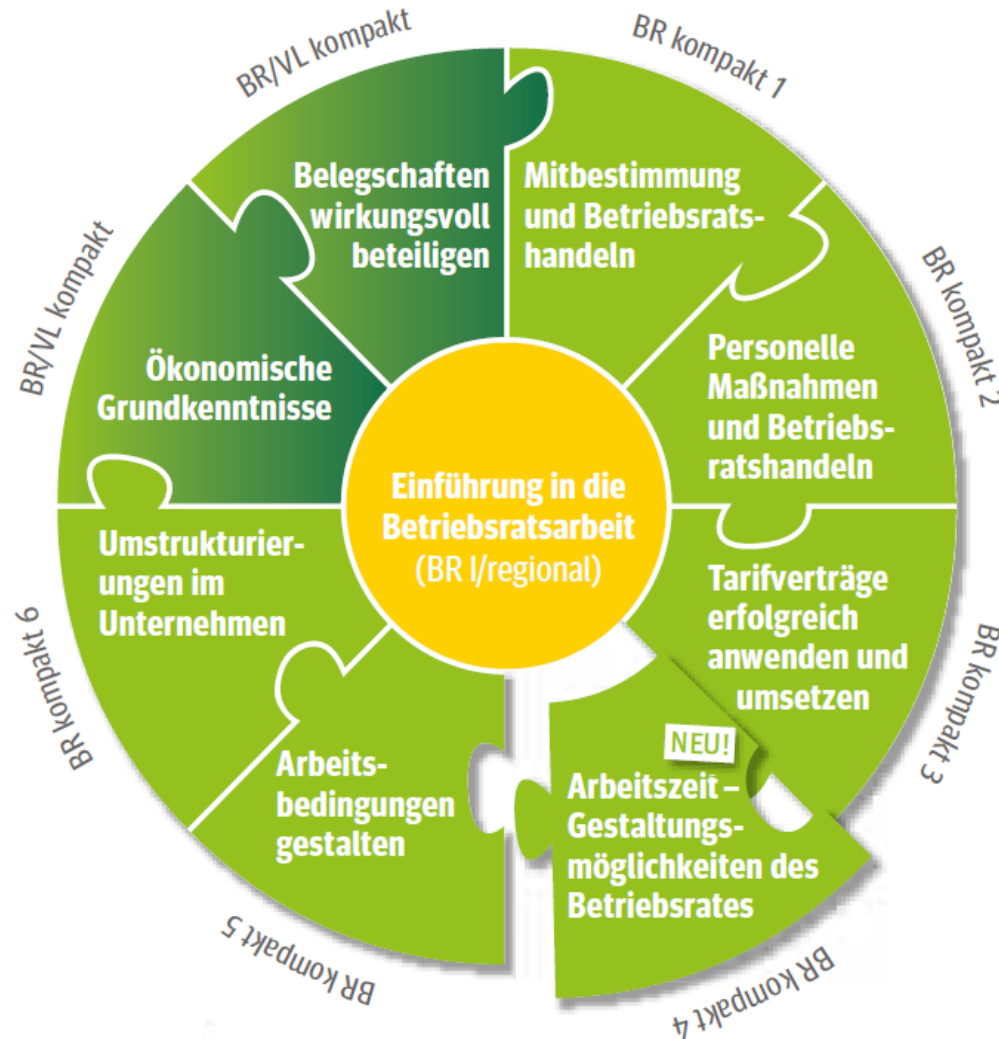 BR/VL kompakt
BR kompakt 1
Belegschaften
wirkungsvoll
beteiligen
Mitbestimmung
und Betriebsrats-
handeln
BR/VL kompakt
BR kompakt 2
Ökonomische
Grundkenntnisse
Personelle
Maßnahmen
und Betriebs-
ratshandeln
Einführung in die
Betriebsratsarbeit
(BR I/regional)
Umstrukturier-
ungen im
Unternehmen
BR kompakt 6
Tarifverträge
erfolgreich
anwenden und
umsetzen
BR kompakt 3
Arbeits-
bedingungen
gestalten
BR kompakt 5
NEU!
Arbeitszeit –
Gestaltungs-
möglichkeiten des
Betriebsrates
BR kompakt 4